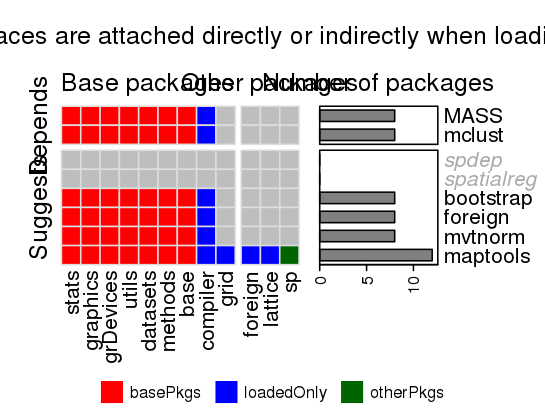 aces are attached directly or indirectly when loadi
Base packages Other packages Number of packages
Depends
Suggests
MASS
mclust
spdep
spatialreg
bootstrap
foreign
mvtnorm
maptools
stats
graphics
grDevices
utils
datasets
methods
base
compiler
grid
foreign
lattice
sp
0 5 10
basePkgs loadedOnly otherPkgs